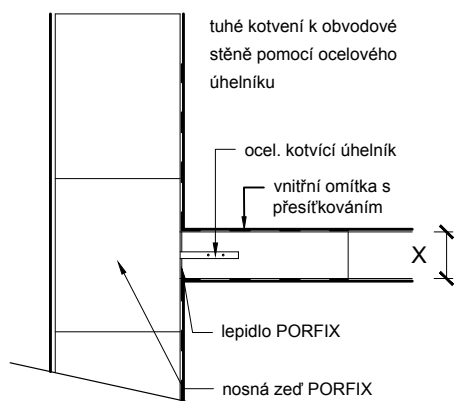 tuhé kotvení k obvodové
stěně pomocí ocelového
úhelníku
ocel. kotvící úhelník
vnitřní omítka s
přesíťkováním
X
lepidlo PORFIX
nosná zeď PORFIX